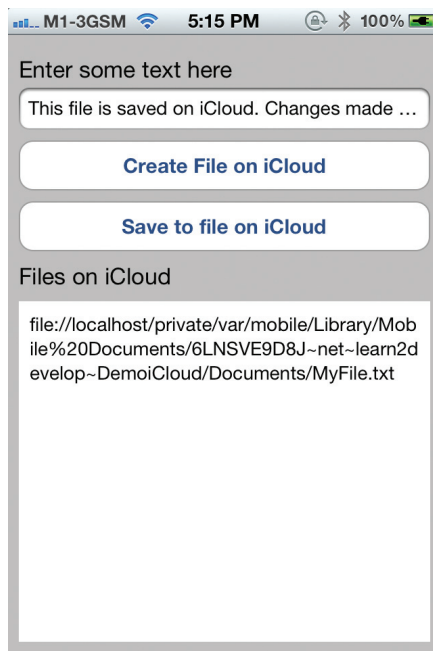 M1-3GSM 5:15 PM 100%
Enter some text here
This file is saved on iCloud. Changes made …
Create File on iCloud
Save to file on iCloud
Files on iCloud
file://localhost/private/var/mobile/Library/Mob
ile%20Documents/6LNSVE9D8J~net~learn2d
evelop~DemoiCloud/Documents/MyFile.txt